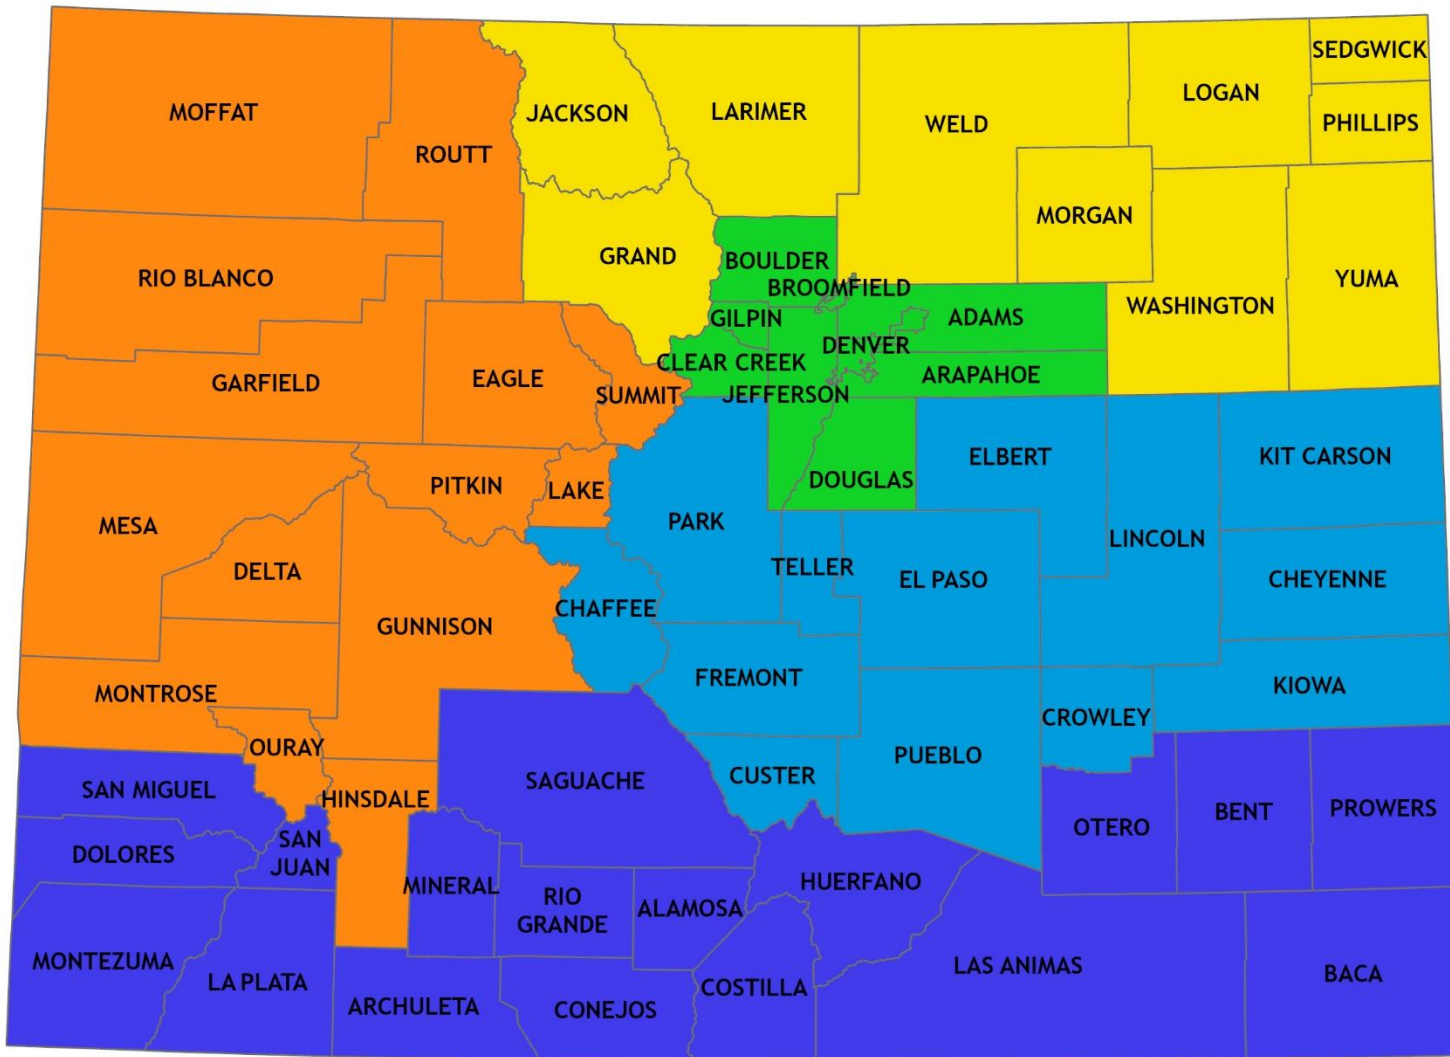 SEDGWICK
LOGAN
MOFFAT
JACKSON
LARIMER
WELD
PHILLIPS
ROUTT
MORGAN
GRAND
BOULDER
RIO BLANCO
YUMA
BROOMFIELD
WASHINGTON
GILPIN
ADAMS
DENVER
CLEAR CREEK
ARAPAHOE
GARFIELD
EAGLE
SUMMIT
JEFFERSON
ELBERT
KIT CARSON
DOUGLAS
PITKIN
LAKE
MESA
PARK
LINCOLN
DELTA
TELLER
EL PASO
CHEYENNE
CHAFFEE
GUNNISON
FREMONT
KIOWA
MONTROSE
CROWLEY
OURAY
PUEBLO
CUSTER
SAGUACHE
SAN MIGUEL
HINSDALE
PROWERS
BENT
OTERO
SAN
JUAN
DOLORES
HUERFANO
MINERAL
RIO
GRANDE
ALAMOSA
MONTEZUMA
LAS ANIMAS
BACA
LA PLATA
COSTILLA
ARCHULETA
CONEJOS